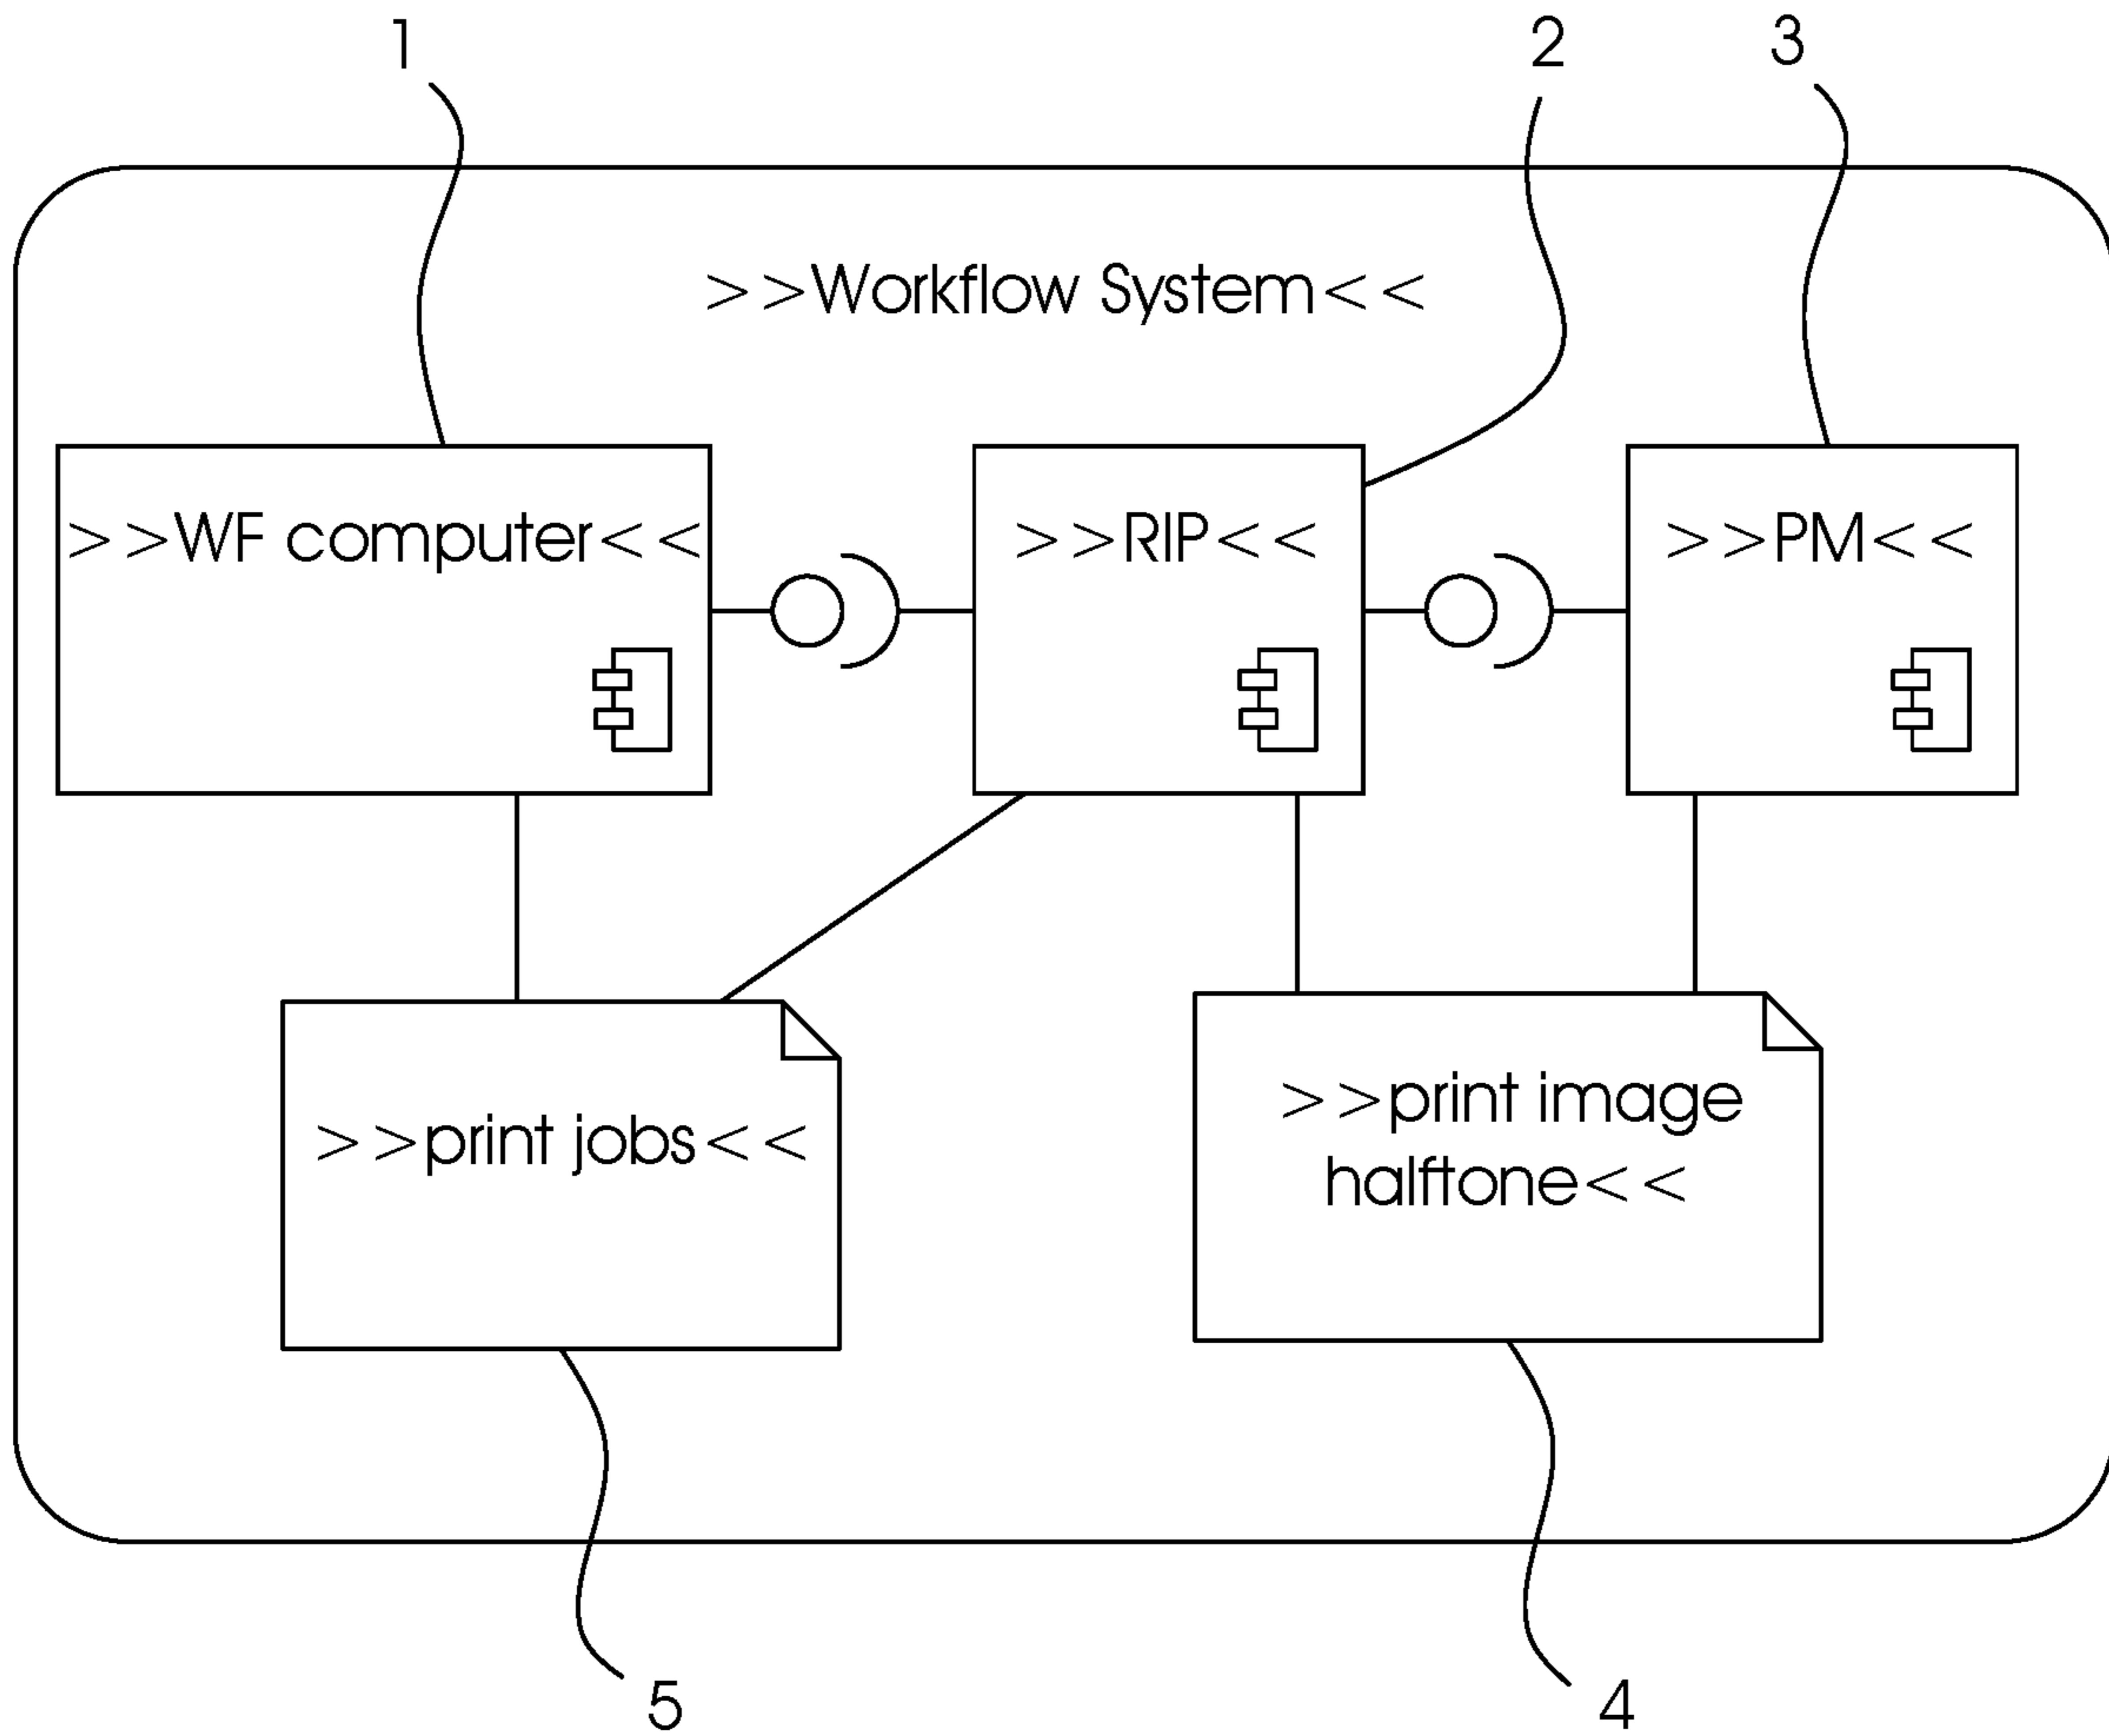 1
2
3
>>Workflow System<<
>>WF computer<<
>>RIP<<
>>PM<<
>>print jobs<<
>>print image
halftone<<
5
4